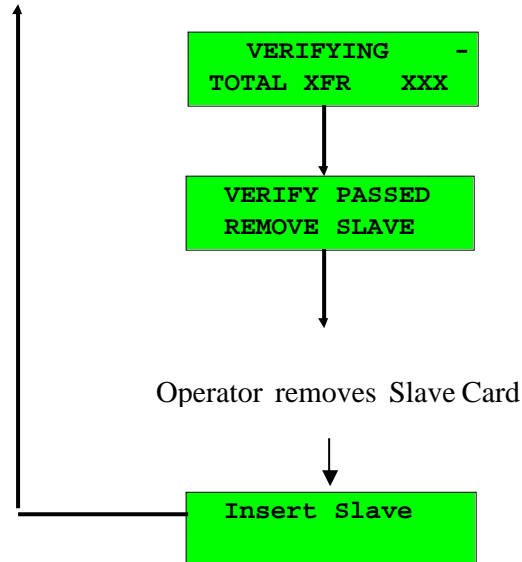 VERIFYING -
TOTAL XFR XXX
VERIFY PASSED
REMOVE SLAVE
Operator removes Slave Card
Insert Slave